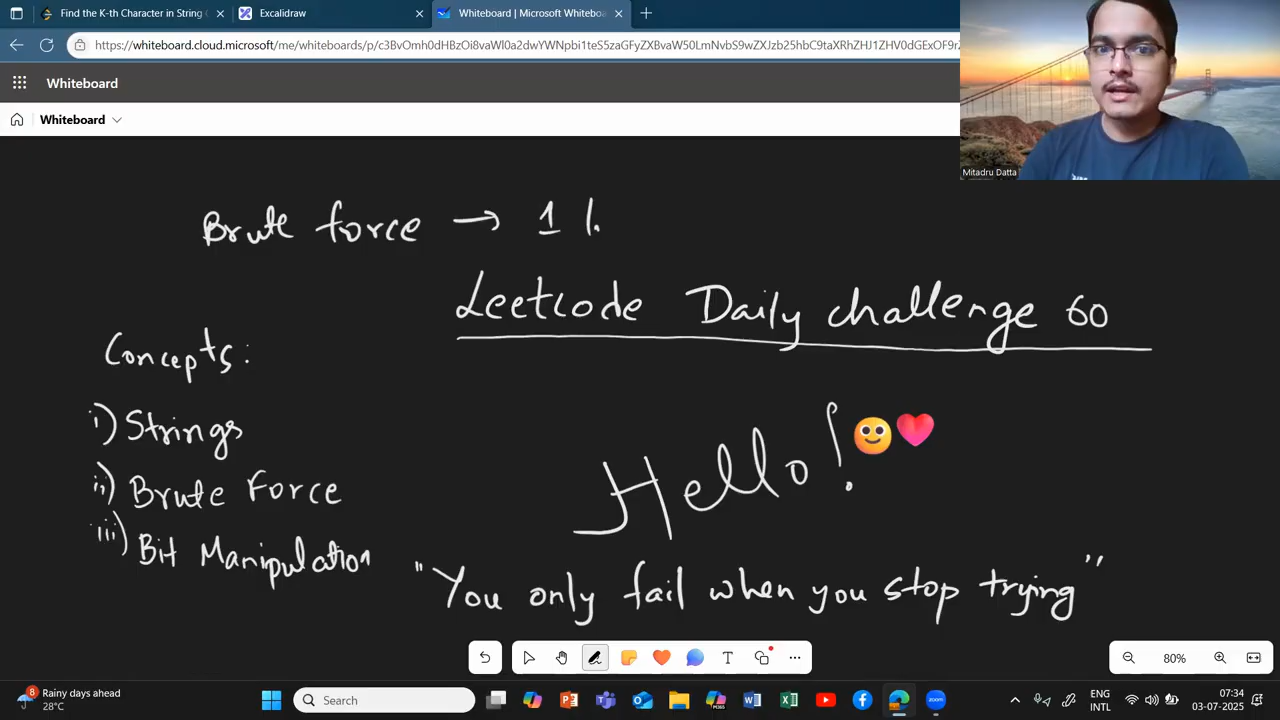 Find the K-th Character in String
Excalidraw
Whiteboard | Microsoft Whiteboa
Whiteboard
Whiteboard
Mitadru Datta
Brute force → 1
Leetcode Daily challenge 60
Concepts:
i) Strings
ii) Brute Force
iii) Bit Manipulation
Hello!
"You only fail when you stop trying"
80%
8
Rainy days ahead
28°C
Search
ENG
INTL
07:34
03-07-2025